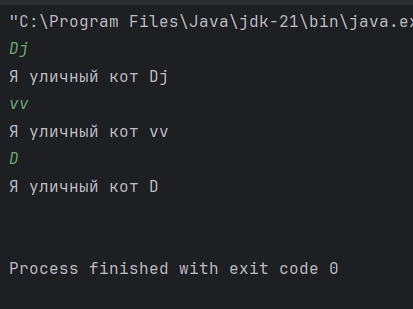 "C:\Program Files\Java\jdk-21\bin\java.ex
Dj
Я уличный кот Dj
vv
Я уличный кот vv
D
Я уличный кот D
Process finished with exit code 0